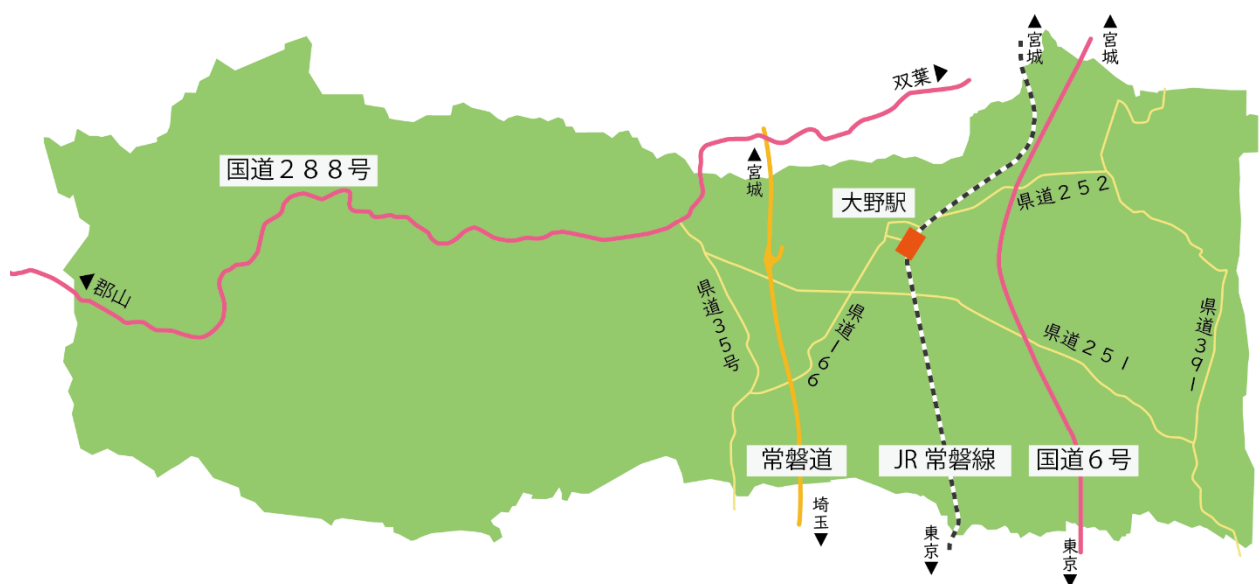 ▲宮城
▲宮城
双葉▶
国道２８８号
▲宮城
大野駅
県道２５２
◀郡山
県道３５号
県道１６６
県道２５１
県道３９１
常磐道
JR 常磐線
国道６号
埼玉▼
東京▼
東京▼